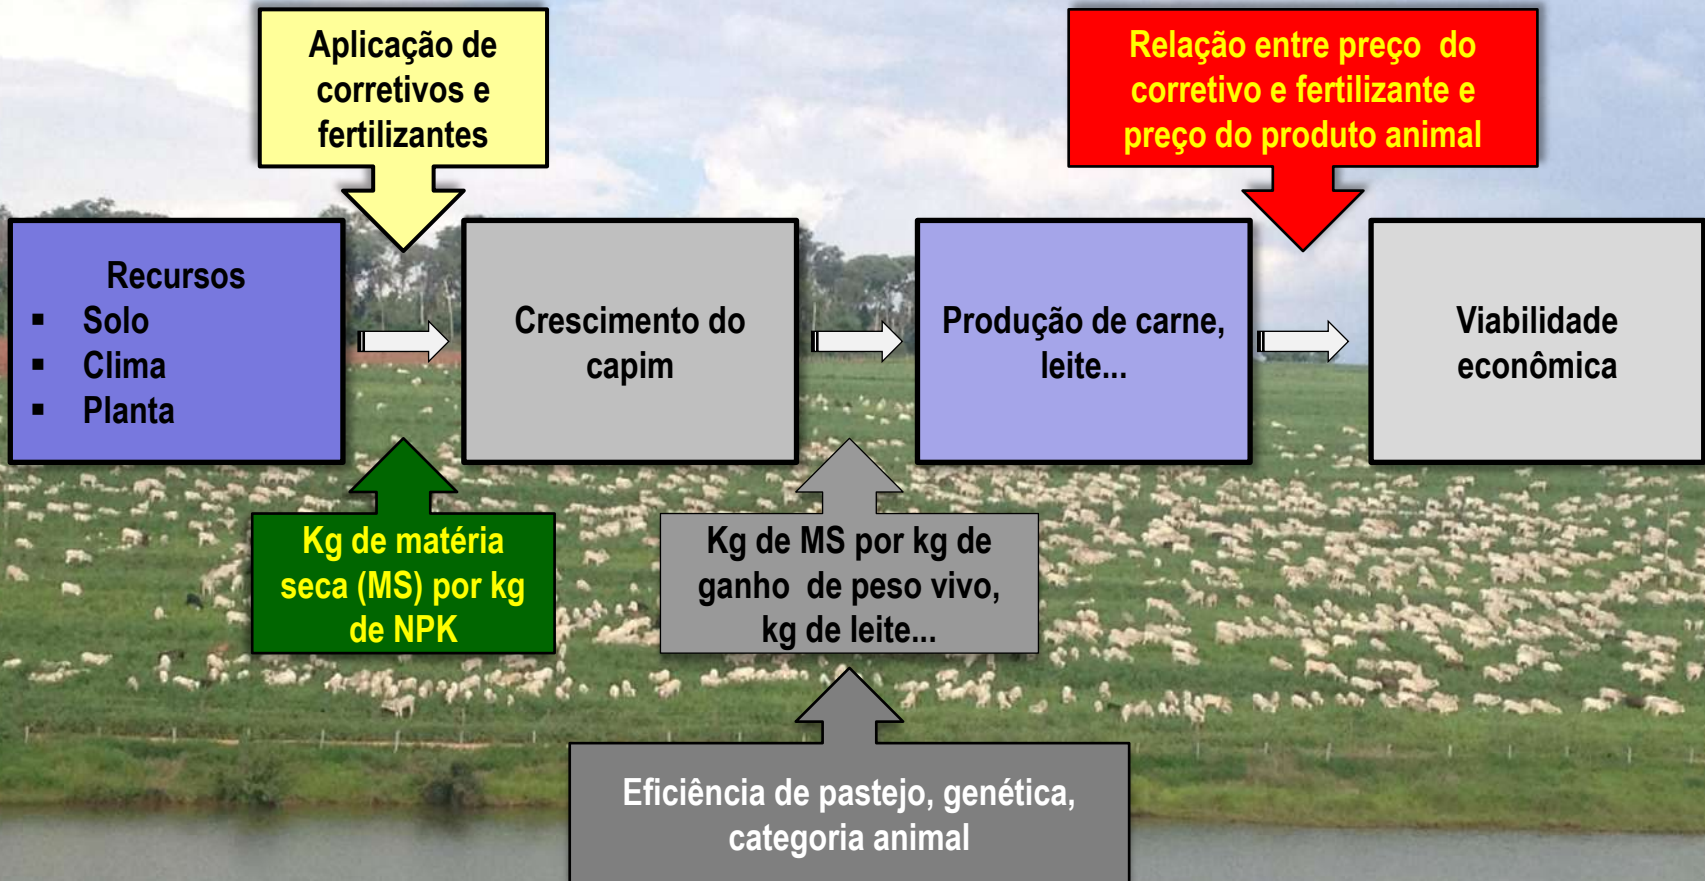 Aplicação de
corretivos e
fertilizantes
Relação entre preço do
corretivo e fertilizante e
preço do produto animal
Recursos
▪ Solo
▪ Clima
▪ Planta
Crescimento do
capim
Produção de carne,
leite...
Viabilidade
econômica
Kg de matéria
seca (MS) por kg
de NPK
Kg de MS por kg de
ganho de peso vivo,
kg de leite...
Eficiência de pastejo, genética,
categoria animal